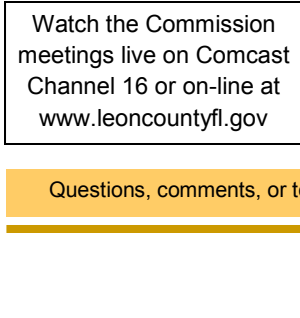 Watch the Commission
meetings live on Comcast
Channel 16 or on-line at
www.leoncountyfl.gov
Questions, comments, or